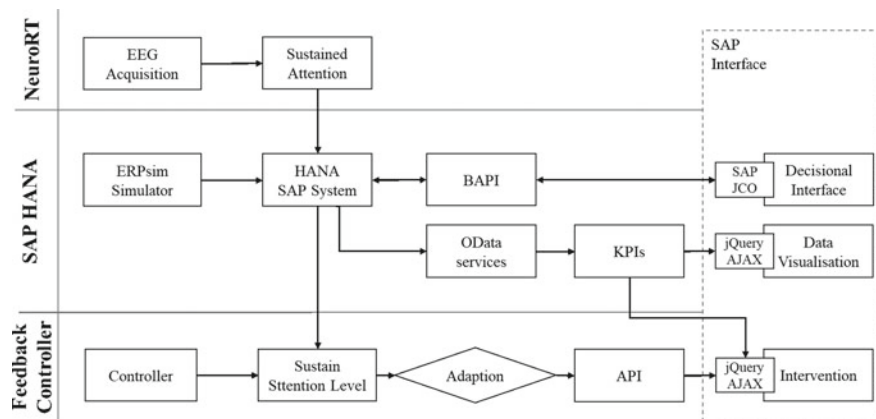 NeuroRT
EEG
Acquisition
Sustained
Attention
SAP
Interface
SAP HANA
ERPsim
Simulator
HANA
SAP System
BAPI
SAP
JCO
Decisional
Interface
OData
services
KPIs
jQuery
AJAX
Data
Visualisation
Feedback
Controller
Controller
Sustain
Sttention Level
Adaption
API
jQuery
AJAX
Intervention